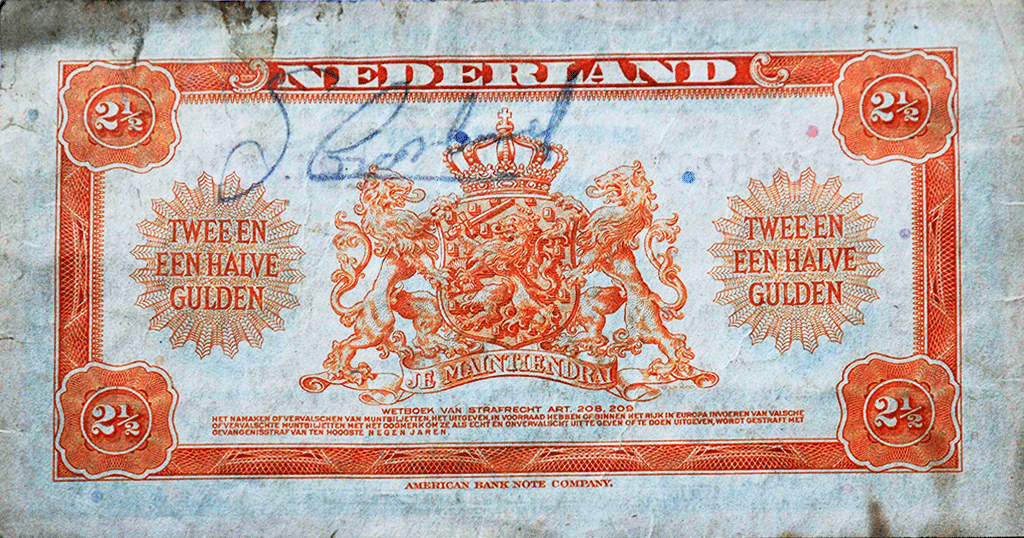 NEDERLAND
2½ 2½
TWEE EN
EEN HALVE
GULDEN
TWEE EN
EEN HALVE
GULDEN
JE MAINTIENDRAI
WETBOEK VAN STRAFRECHT ART. 208, 209
HET NAMAKEN OF VERVALSCHEN VAN MUNTBILJETTEN, HET UITGEVEN, IN VOORRAAD HEBBEN OF BINNEN HET RIJK IN EUROPA INVOEREN VAN VALSCHE
OF VERVALSCHTE MUNTBILJETTEN MET HET OOGMERK OM ZE ALS ECHT EN ONVERVALSCHT UIT TE GEVEN OF TE DOEN UITGEVEN, WORDT GESTRAFT MET
GEVANGENISSTRAF VAN TEN HOOGSTE NEGEN JAREN.
2½ 2½
AMERICAN BANK NOTE COMPANY.